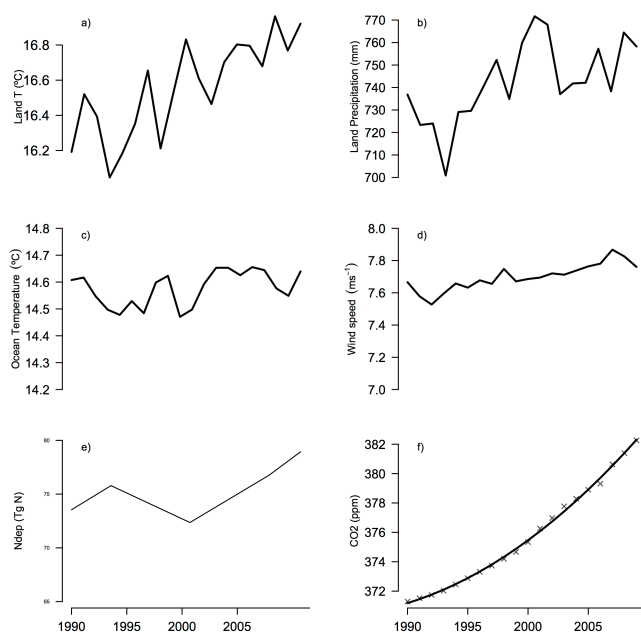 a)
Land T (°C)
16.8
16.6
16.4
16.2
b)
Land Precipitation (mm)
770
760
750
740
730
720
710
700
c)
Ocean Temperature (°C)
14.8
14.7
14.6
14.5
14.4
14.3
14.2
d)
Wind speed (ms⁻¹)
8.0
7.8
7.6
7.4
7.2
7.0
e)
Ndep (Tg N)
80
75
70
65
1990 1995 2000 2005
f)
CO2 (ppm)
382
380
378
376
374
372
1990 1995 2000 2005